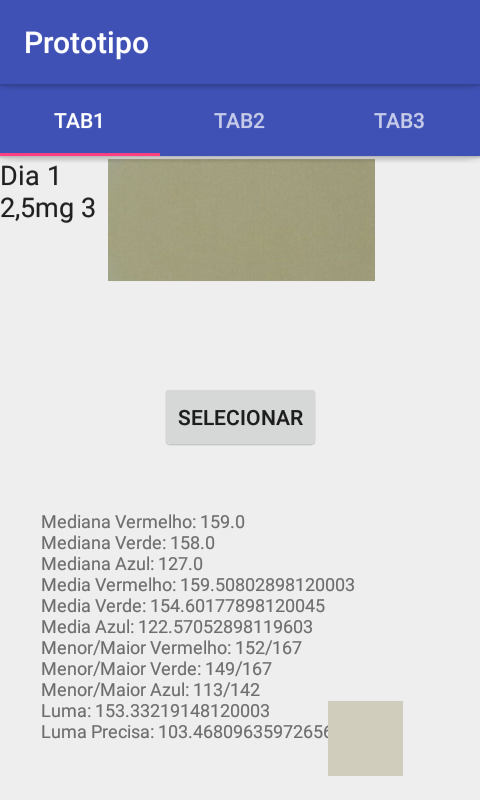 Prototipo
TAB1 TAB2 TAB3
Dia 1
2,5mg 3
SELECIONAR
Mediana Vermelho: 159.0
Mediana Verde: 158.0
Mediana Azul: 127.0
Media Vermelho: 159.50802898120003
Media Verde: 154.60177898120045
Media Azul: 122.57052898119603
Menor/Maior Vermelho: 152/167
Menor/Maior Verde: 149/167
Menor/Maior Azul: 113/142
Luma: 153.33219148120003
Luma Precisa: 103.46809635972656